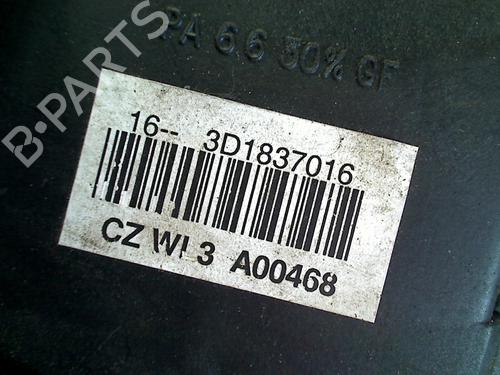 PA 6.6 30% GF
B-PARTS
16-- 3D1837016
CZ WI 3 A00468